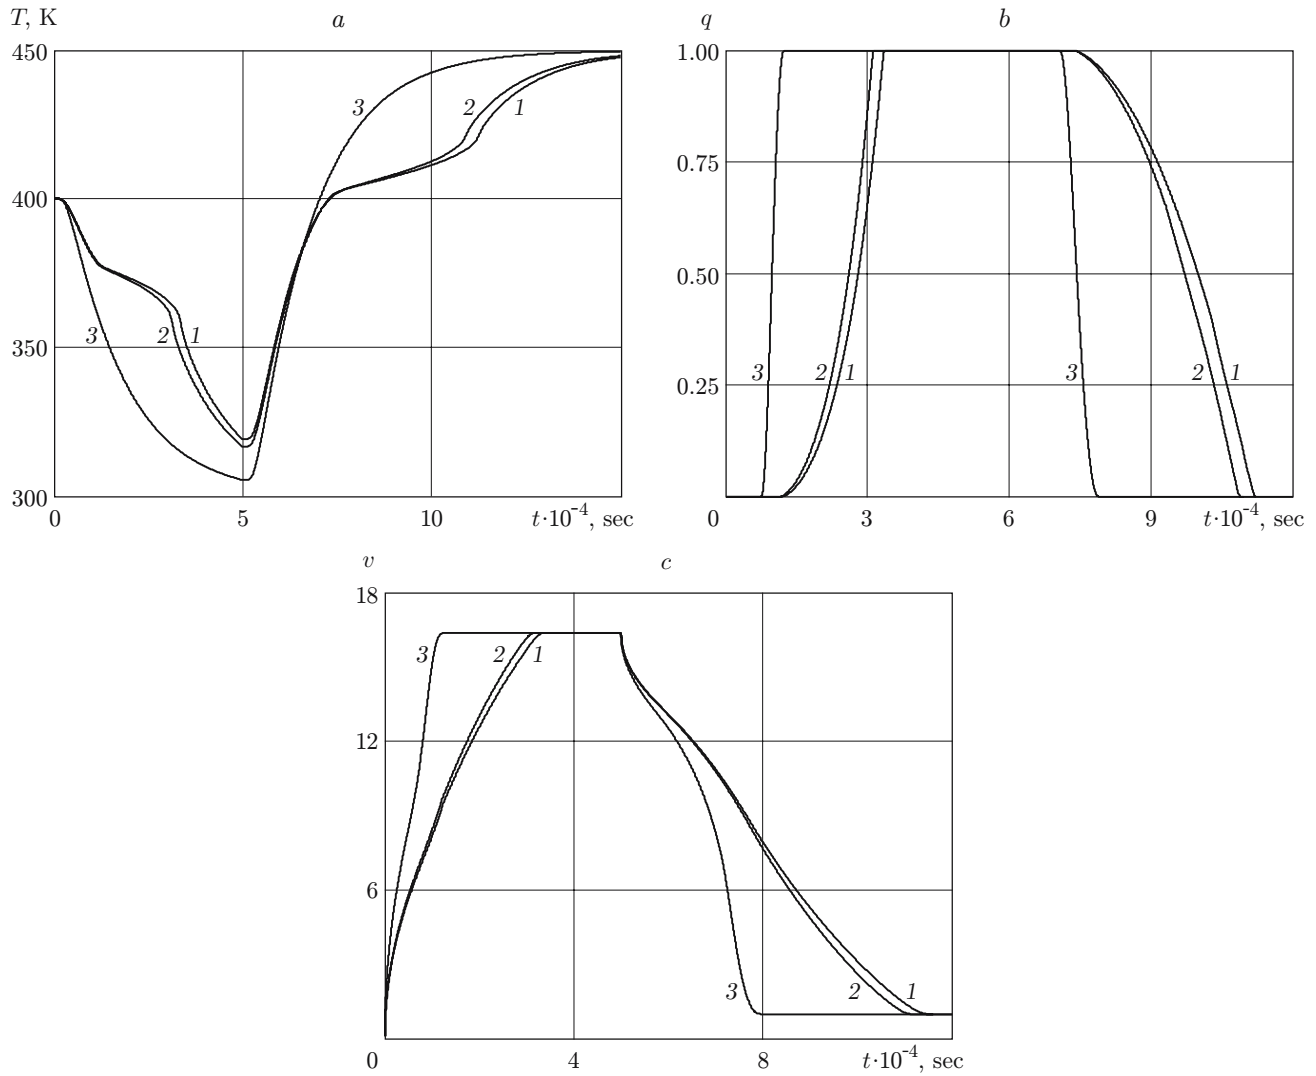 T, K a
450
400
350
300
3 2 1
3 2 1
0 5 10 t·10⁻⁴, sec
q b
1.00
0.75
0.50
0.25
3 2 1 3 2 1
0 3 6 9 t·10⁻⁴, sec
v c
18
12
6
3 2 1
3 2 1
0 4 8 t·10⁻⁴, sec